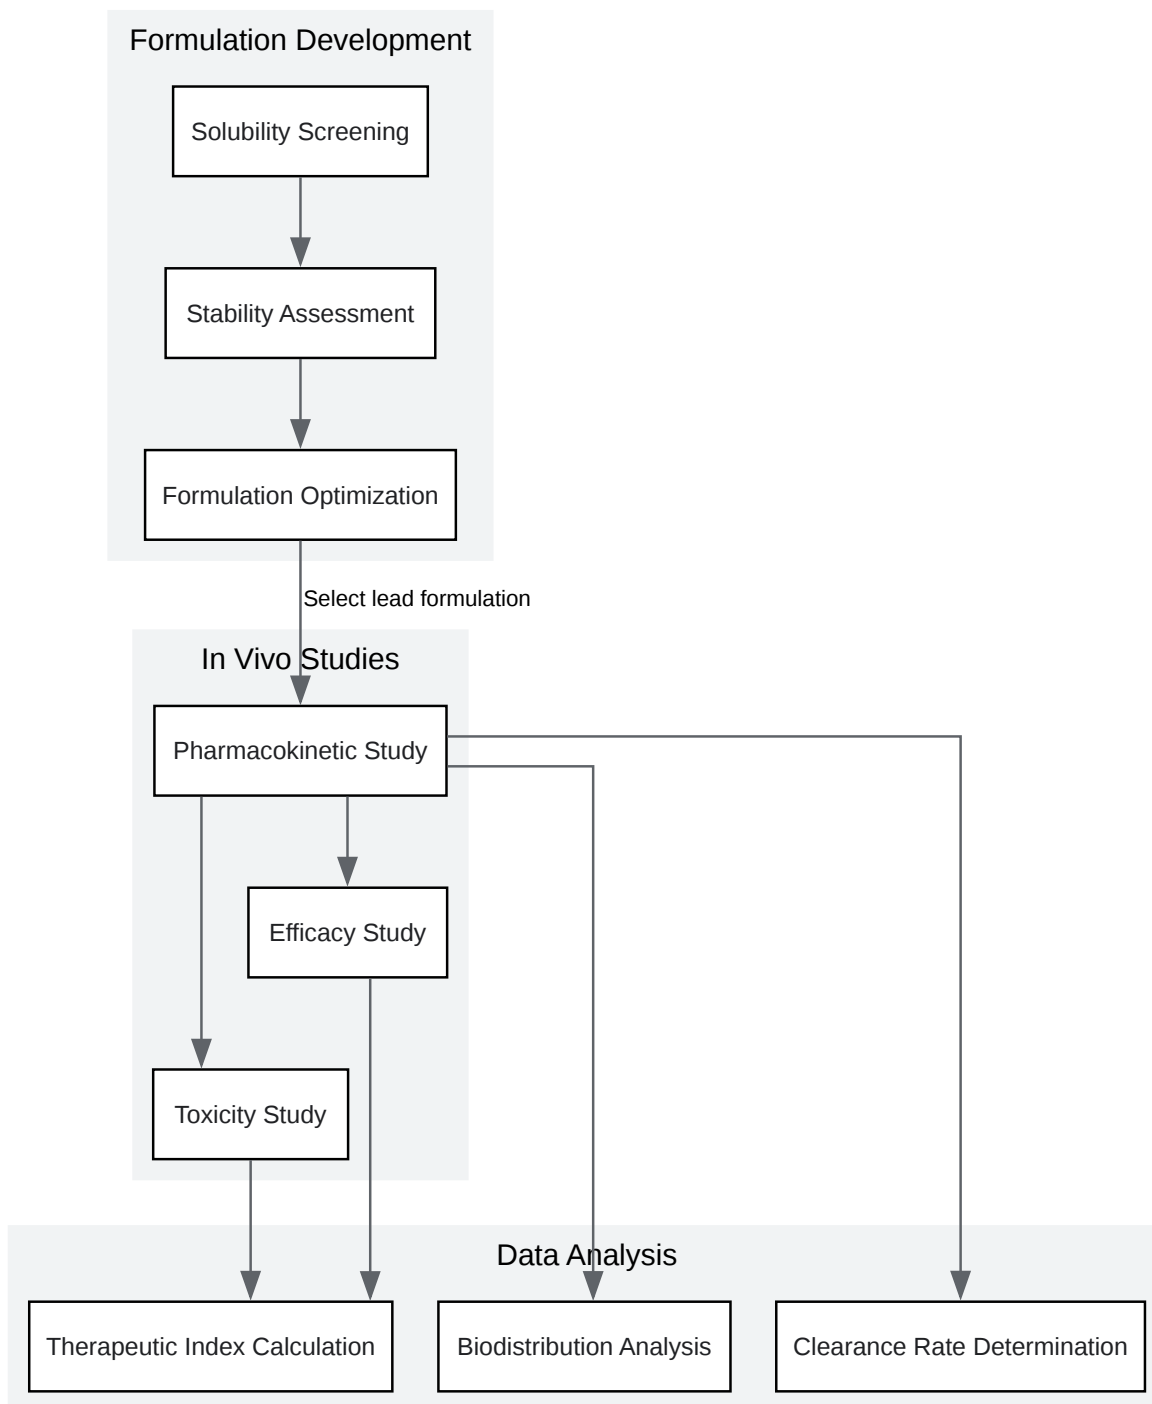 Formulation Development
Solubility Screening
Stability Assessment
Formulation Optimization
Select lead formulation
In Vivo Studies
Pharmacokinetic Study
Efficacy Study
Toxicity Study
Data Analysis
Therapeutic Index Calculation
Biodistribution Analysis
Clearance Rate Determination